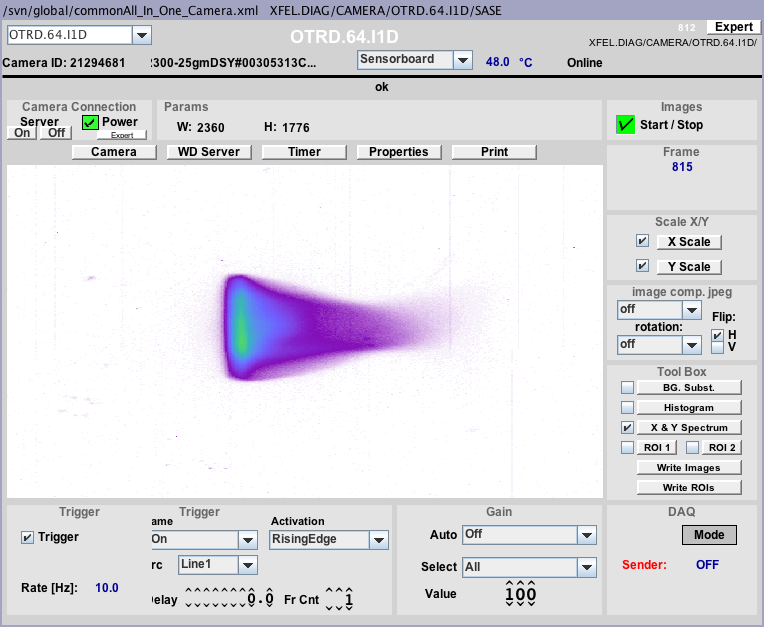 /svn/global/commonAll_In_One_Camera.xml XFEL.DIAG/CAMERA/OTRD.64.I1D/SASE
OTRD.64.I1D
OTRD.64.I1D
812
Expert
XFEL.DIAG/CAMERA/OTRD.64.I1D/
Camera ID: 21294681
:300-25gmDSY#00305313C...
Sensorboard
48.0 °C
Online
ok
Camera Connection
Server
Power
On
Off
Expert
Params
W: 2360
H: 1776
Images
Start / Stop
Camera
WD Server
Timer
Properties
Print
Frame
815
Scale X/Y
X Scale
Y Scale
image comp. jpeg
off
Flip:
rotation:
H
off
V
Tool Box
BG. Subst.
Histogram
X & Y Spectrum
ROI 1
ROI 2
Write Images
Write ROIs
Trigger
Trigger
Rate [Hz]: 10.0
Trigger
ame
Activation
On
RisingEdge
rc
Line1
Delay
0.0
Fr Cnt
1
Gain
Auto
Off
Select
All
Value
100
DAQ
Mode
Sender:
OFF